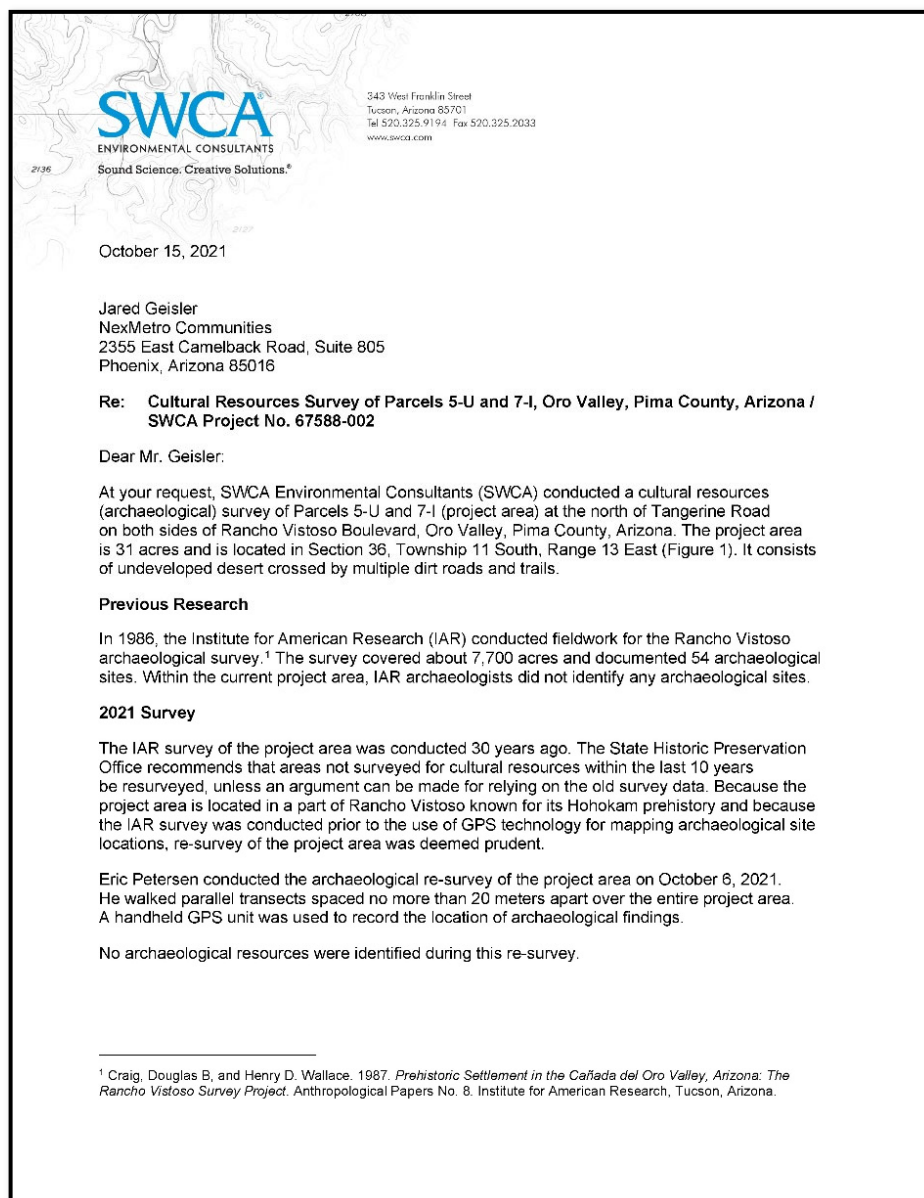 2100
SWCA®
ENVIRONMENTAL CONSULTANTS
Sound Science. Creative Solutions.®
343 West Franklin Street
Tucson, Arizona 85701
Tel 520.325.9194 Fax 520.325.2033
www.swca.com
2136
2127
October 15, 2021
Jared Geisler
NexMetro Communities
2355 East Camelback Road, Suite 805
Phoenix, Arizona 85016
Re: Cultural Resources Survey of Parcels 5-U and 7-I, Oro Valley, Pima County, Arizona /
SWCA Project No. 67588-002
Dear Mr. Geisler:
At your request, SWCA Environmental Consultants (SWCA) conducted a cultural resources
(archaeological) survey of Parcels 5-U and 7-I (project area) at the north of Tangerine Road
on both sides of Rancho Vistoso Boulevard, Oro Valley, Pima County, Arizona. The project area
is 31 acres and is located in Section 36, Township 11 South, Range 13 East (Figure 1). It consists
of undeveloped desert crossed by multiple dirt roads and trails.
Previous Research
In 1986, the Institute for American Research (IAR) conducted fieldwork for the Rancho Vistoso
archaeological survey.¹ The survey covered about 7,700 acres and documented 54 archaeological
sites. Within the current project area, IAR archaeologists did not identify any archaeological sites.
2021 Survey
The IAR survey of the project area was conducted 30 years ago. The State Historic Preservation
Office recommends that areas not surveyed for cultural resources within the last 10 years
be resurveyed, unless an argument can be made for relying on the old survey data. Because the
project area is located in a part of Rancho Vistoso known for its Hohokam prehistory and because
the IAR survey was conducted prior to the use of GPS technology for mapping archaeological site
locations, re-survey of the project area was deemed prudent.
Eric Petersen conducted the archaeological re-survey of the project area on October 6, 2021.
He walked parallel transects spaced no more than 20 meters apart over the entire project area.
A handheld GPS unit was used to record the location of archaeological findings.
No archaeological resources were identified during this re-survey.
¹ Craig, Douglas B, and Henry D. Wallace. 1987. Prehistoric Settlement in the Cañada del Oro Valley, Arizona: The
Rancho Vistoso Survey Project. Anthropological Papers No. 8. Institute for American Research, Tucson, Arizona.